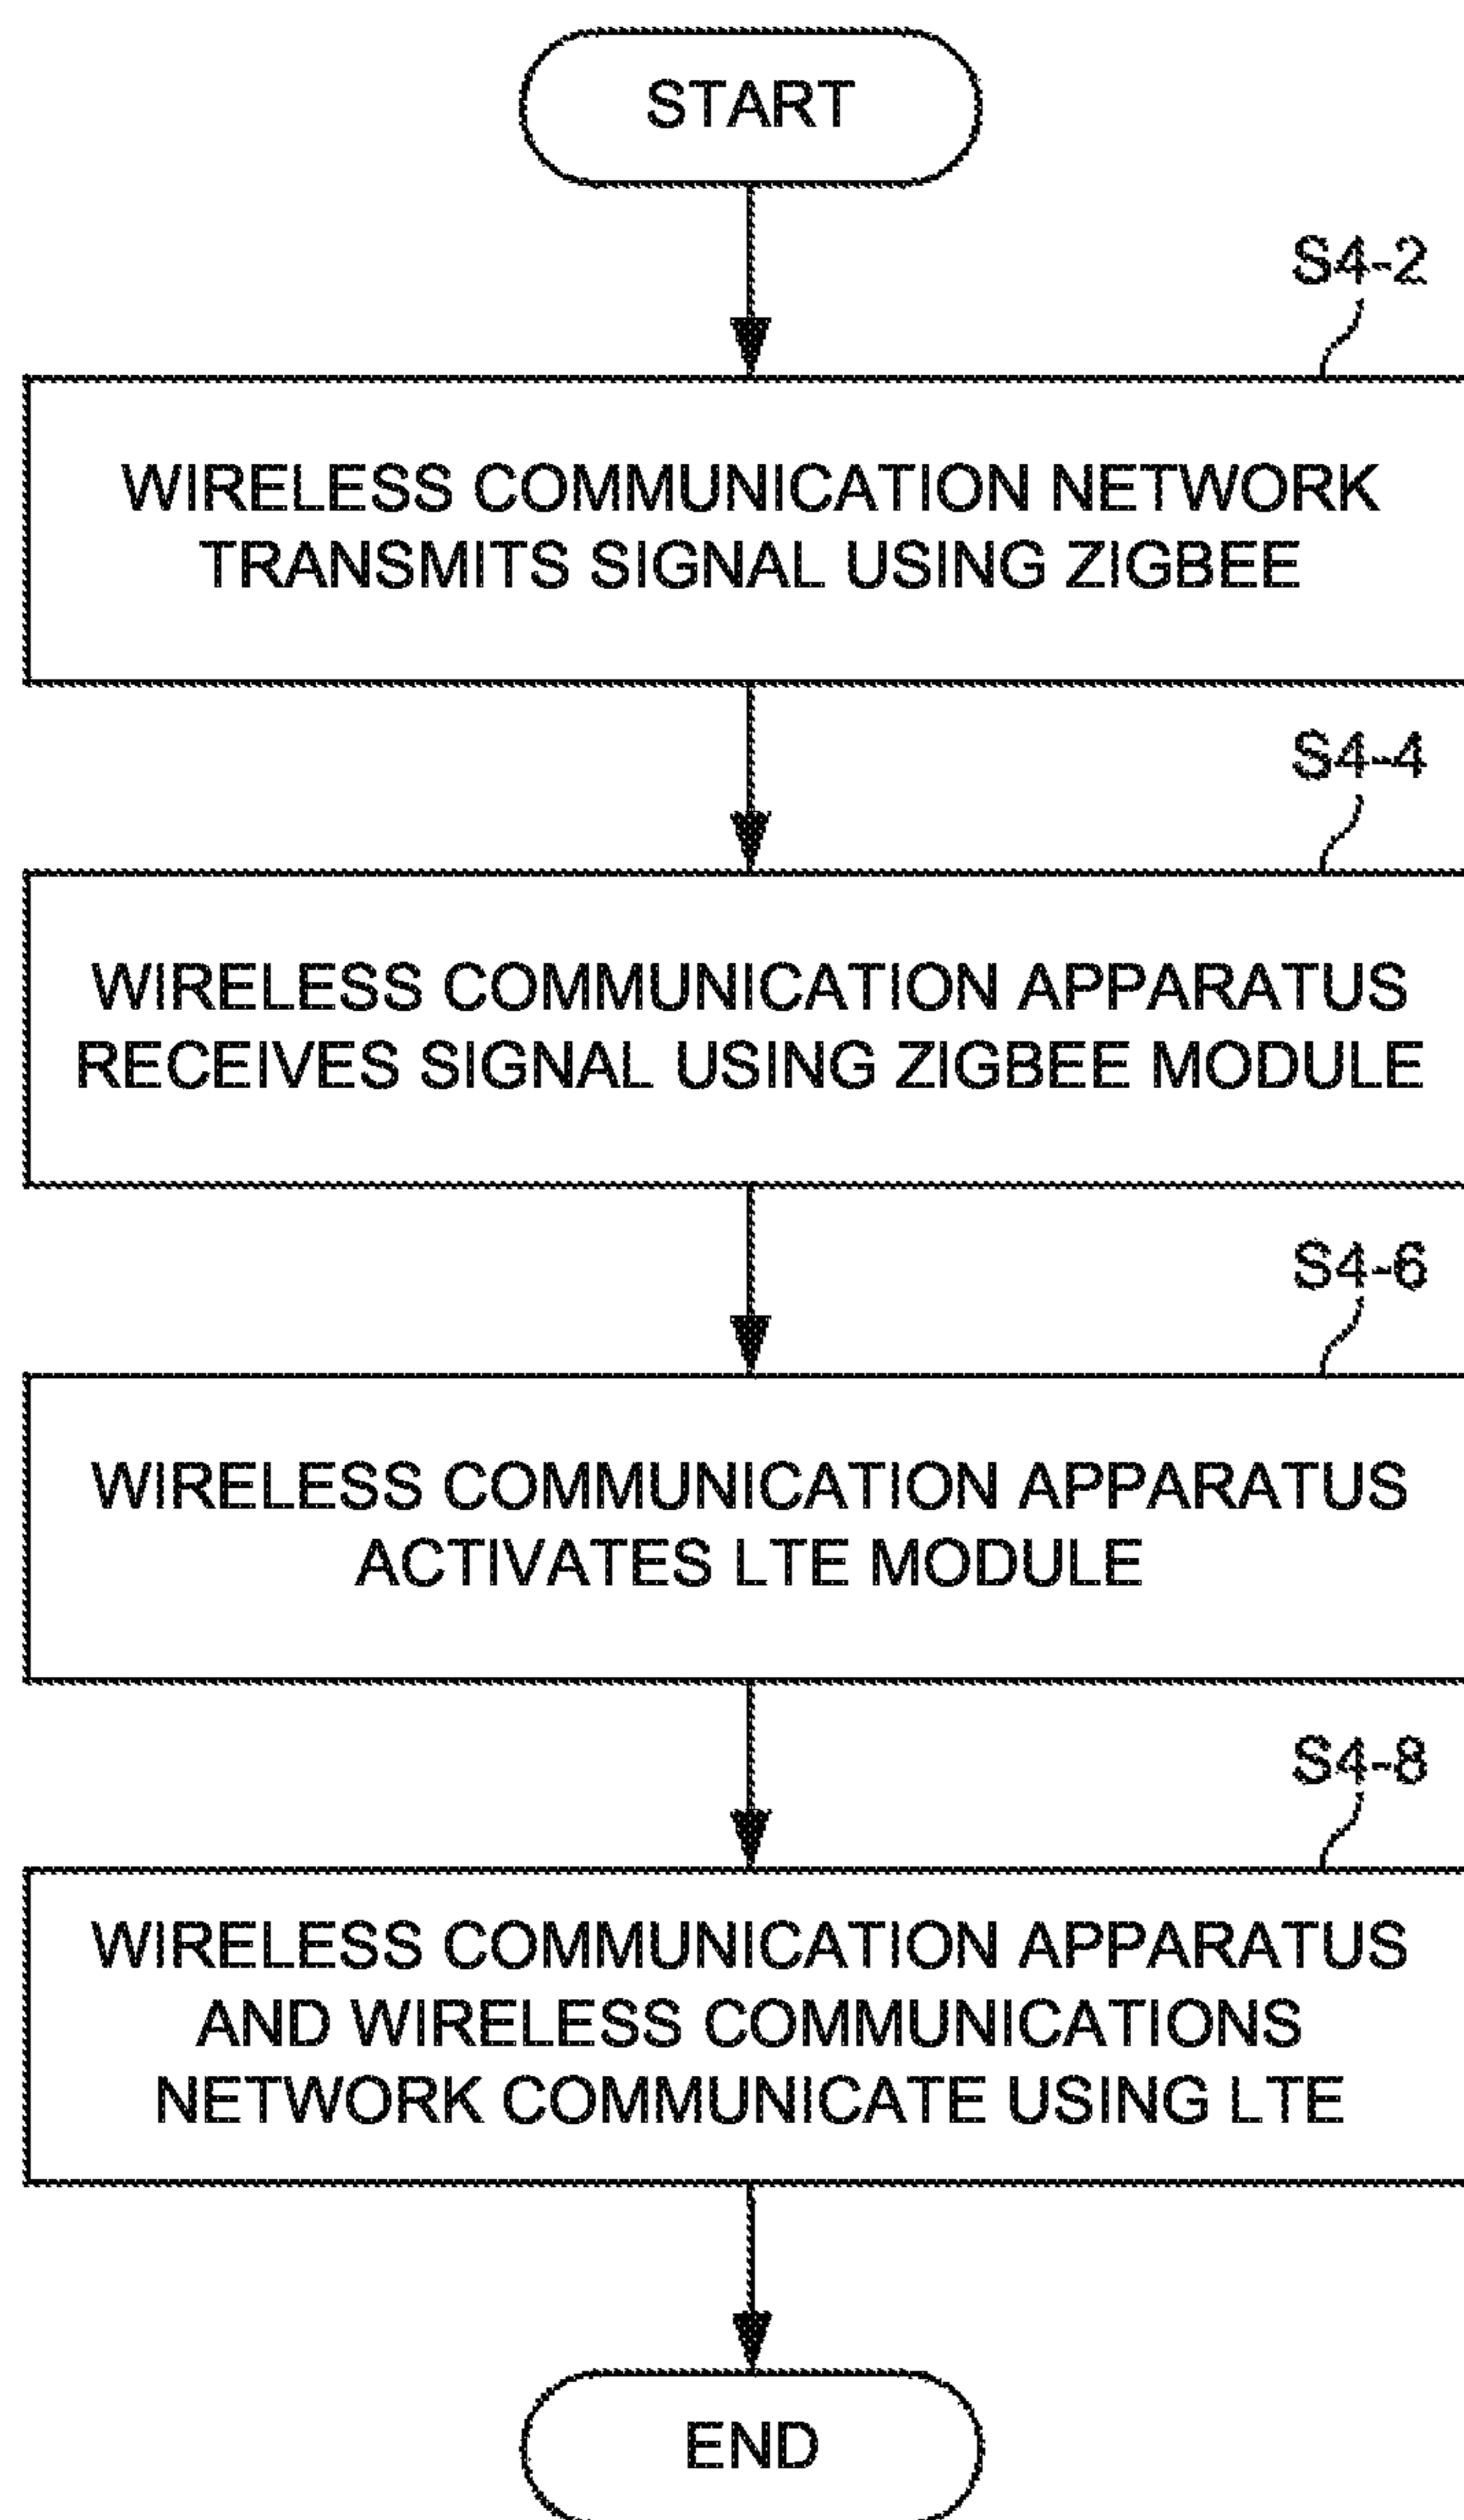 START
S4-2
WIRELESS COMMUNICATION NETWORK
TRANSMITS SIGNAL USING ZIGBEE
S4-4
WIRELESS COMMUNICATION APPARATUS
RECEIVES SIGNAL USING ZIGBEE MODULE
S4-6
WIRELESS COMMUNICATION APPARATUS
ACTIVATES LTE MODULE
S4-8
WIRELESS COMMUNICATION APPARATUS
AND WIRELESS COMMUNICATIONS
NETWORK COMMUNICATE USING LTE
END